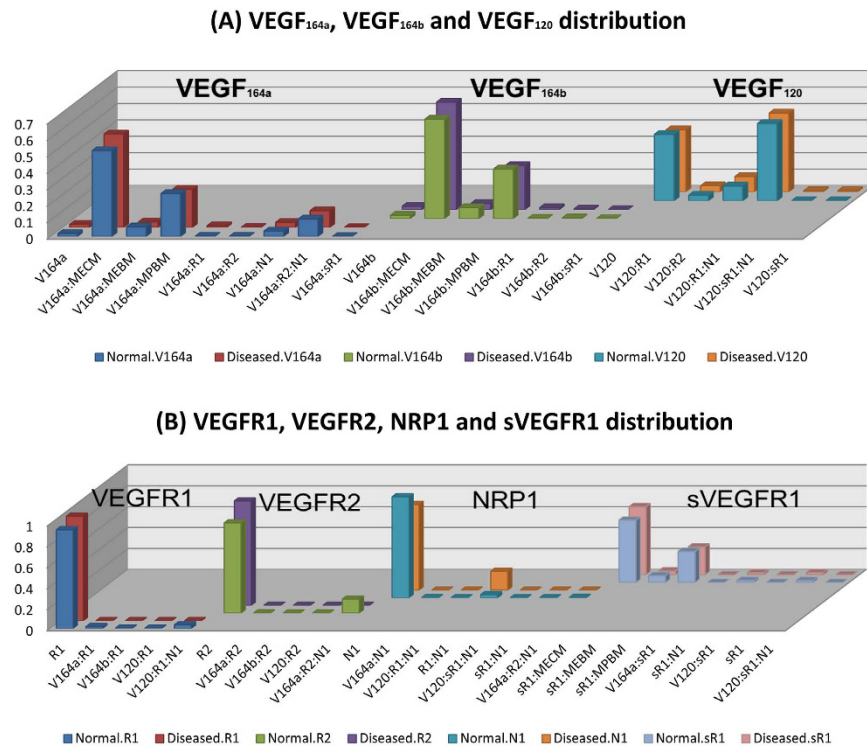 (A) VEGF164a, VEGF164b and VEGF120 distribution
VEGF164a
VEGF164b
VEGF120
0.7
0.6
0.5
0.4
0.3
0.2
0.1
0
V164a
V164a:MECM
V164a:MEBM
V164a:MPBM
V164a:R1
V164a:R2
V164a:N1
V164a:R2:N1
V164a:sR1
V164b
V164b:MECM
V164b:MEBM
V164b:MPBM
V164b:R1
V164b:R2
V164b:sR1
V120
V120:R1
V120:R2
V120:R1:N1
V120:sR1:N1
V120:sR1
Normal.V164a
Diseased.V164a
Normal.V164b
Diseased.V164b
Normal.V120
Diseased.V120
(B) VEGFR1, VEGFR2, NRP1 and sVEGFR1 distribution
VEGFR1
VEGFR2
NRP1
sVEGFR1
1
0.8
0.6
0.4
0.2
0
R1
V164a:R1
V164b:R1
V120:R1
V120:R1:N1
R2
V164a:R2
V164b:R2
V120:R2
V164a:R2:N1
N1
V164a:N1
V120:R1:N1
R1:N1
V120:sR1:N1
sR1:N1
V164a:R2:N1
sR1:MECM
sR1:MEBM
sR1:MPBM
V164a:sR1
sR1:N1
V120:sR1
sR1
V120:sR1:N1
Normal.R1
Diseased.R1
Normal.R2
Diseased.R2
Normal.N1
Diseased.N1
Normal.sR1
Diseased.sR1